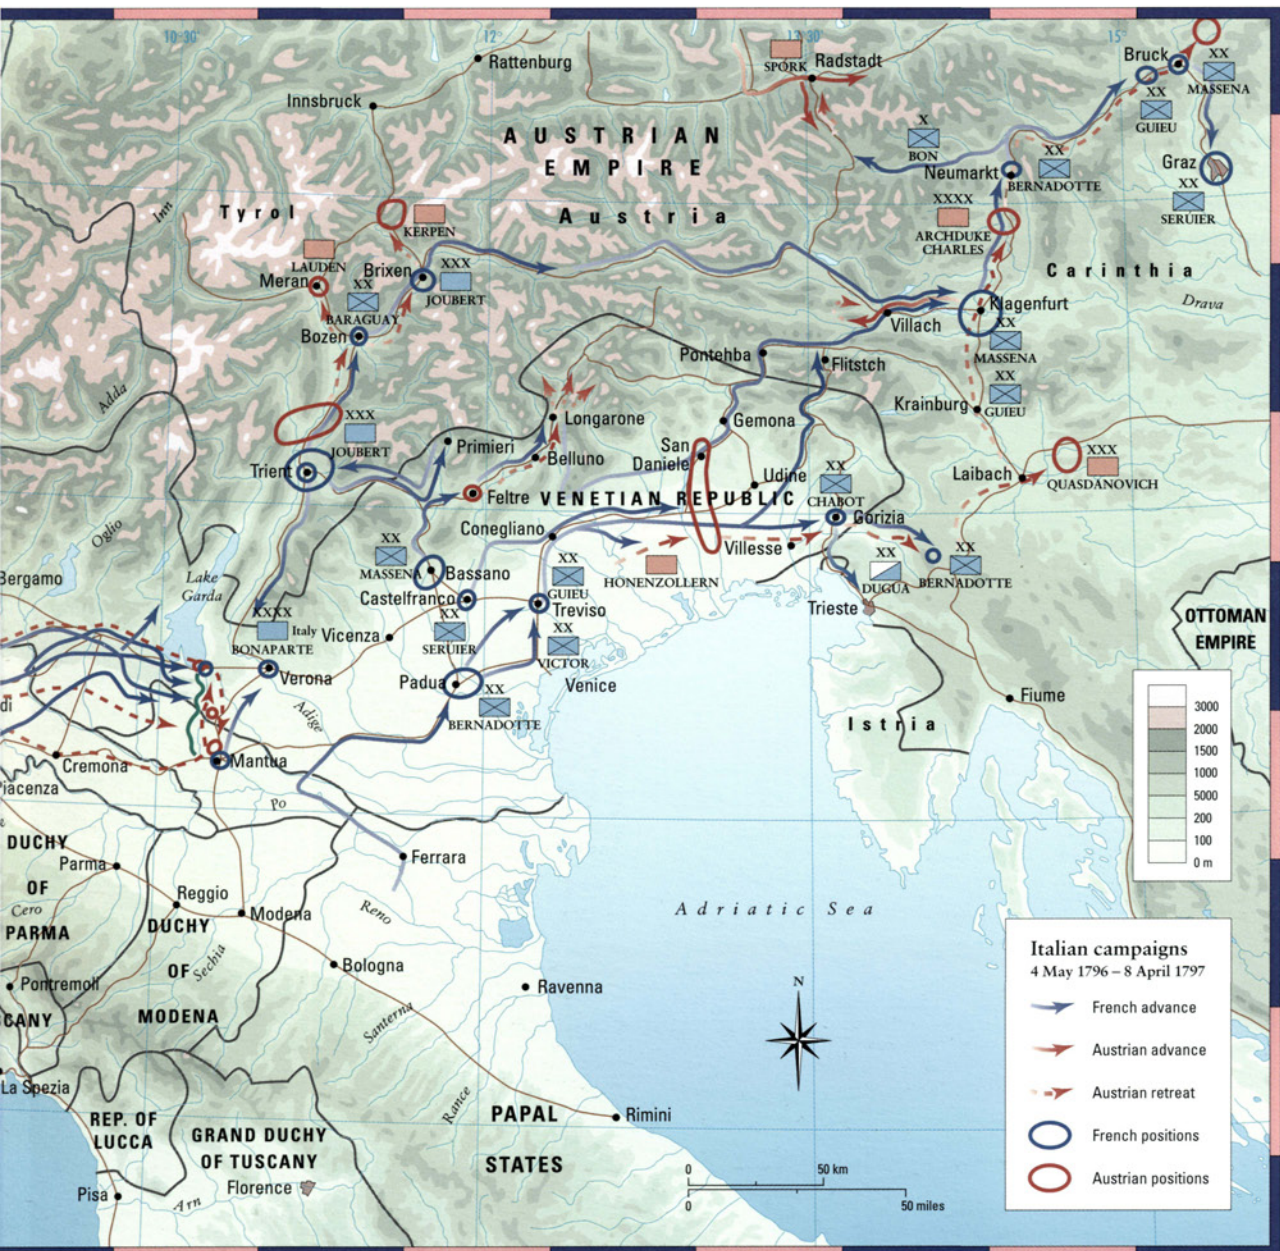 10·30'
12
13·30'
15
Rattenburg
SPORK
Radstadt
Bruck
XX
MASSENA
Innsbruck
XX
GUIEU
AUSTRIAN
EMPIRE
X
BON
Neumarkt
XX
BERNADOTTE
Graz
XX
SERUIER
Inn
Tyrol
KERPEN
Austria
XXXX
ARCHDUKE
CHARLES
LAUDEN
Meran
Brixen
XXX
JOUBERT
Carinthia
XX
BARAGUAY
Drava
Klagenfurt
Villach
Bozen
XX
MASSENA
Pontehba
Flitstch
Adda
XX
GUIEU
Krainburg
XXX
JOUBERT
Longarone
Gemona
Primieri
San
Daniele
Belluno
Trient
Udine
XX
CHABOT
Laibach
XXX
QUASDANOVICH
Feltre
VENETIAN REPUBLIC
Gorizia
Conegliano
Oglio
Villesse
XX
MASSENA
Bassano
XX
GUIEU
HONENZOLLERN
XX
DUGUA
XX
BERNADOTTE
Bergamo
Lake
Garda
Castelfranco
Treviso
Trieste
XXXX
Italy
BONAPARTE
Vicenza
XX
SERUIER
XX
VICTOR
OTTOMAN
EMPIRE
Verona
Padua
Venice
XX
BERNADOTTE
di
Adige
Fiume
Istria
Cremona
Mantua
3000
2000
1500
1000
5000
200
100
0 m
iacenza
Po
DUCHY
OF
PARMA
Parma
Ferrara
Cero
Reggio
Modena
Reno
Adriatic Sea
DUCHY
OF
MODENA
Sechia
Bologna
Pontremoll
Ravenna
CANY
Santerna
N
Italian campaigns
4 May 1796 – 8 April 1797
French advance
Austrian advance
Austrian retreat
French positions
Austrian positions
La Spezia
Rance
REP. OF
LUCCA
GRAND DUCHY
OF TUSCANY
PAPAL
STATES
Rimini
Florence
Pisa
Arn
0
50 km
0
50 miles